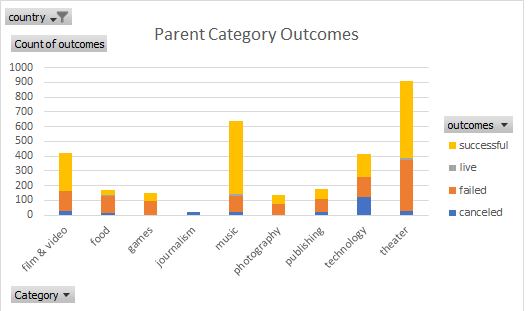 country
Count of outcomes
Parent Category Outcomes
1000
900
800
700
600
500
400
300
200
100
0
film & video
food
games
journalism
music
photography
publishing
technology
theater
outcomes
successful
live
failed
canceled
Category